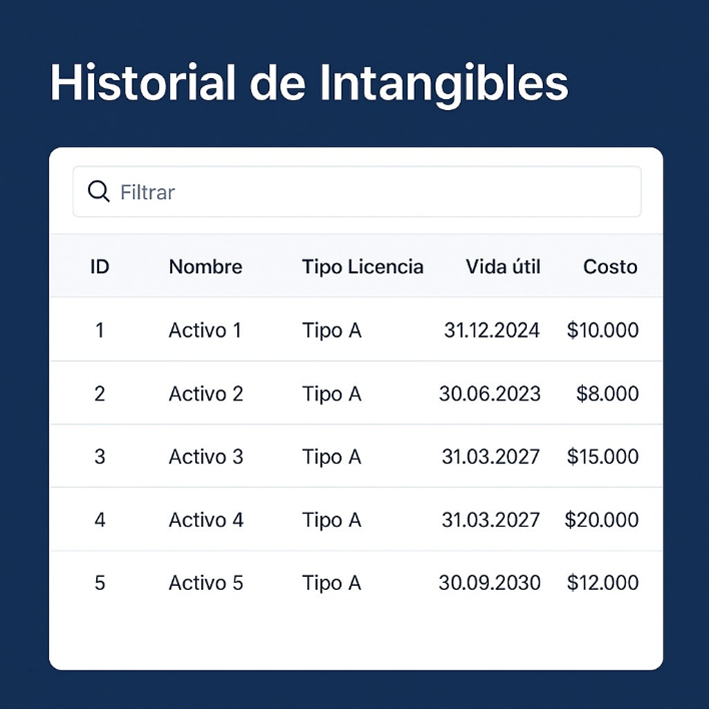 Historial de Intangibles
Filtrar
ID Nombre Tipo Licencia Vida útil Costo
1 Activo 1 Tipo A 31.12.2024 $10.000
2 Activo 2 Tipo A 30.06.2023 $8.000
3 Activo 3 Tipo A 31.03.2027 $15.000
4 Activo 4 Tipo A 31.03.2027 $20.000
5 Activo 5 Tipo A 30.09.2030 $12.000